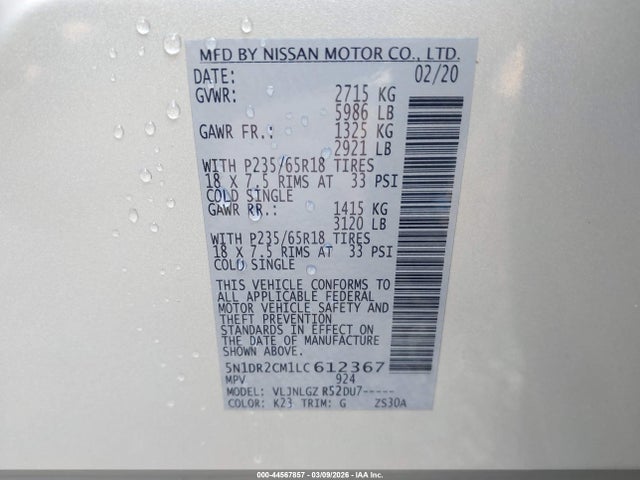 MFD BY NISSAN MOTOR CO., LTD.
DATE: 02/20
GVWR: 2715 KG
5986 LB
GAWR FR.: 1325 KG
2921 LB
WITH P235/65R18 TIRES
18 X 7.5 RIMS AT 33 PSI
COLD SINGLE
GAWR RR.: 1415 KG
3120 LB
WITH P235/65R18 TIRES
18 X 7.5 RIMS AT 33 PSI
COLD SINGLE
THIS VEHICLE CONFORMS TO
ALL APPLICABLE FEDERAL
MOTOR VEHICLE SAFETY AND
THEFT PREVENTION
STANDARDS IN EFFECT ON
THE DATE OF MANUFACTURE
SHOWN ABOVE.
5N1DR2CM1LC612367
MPV 924
MODEL: VLJNLGZ R52DU7-----
COLOR: K23 TRIM: G ZS30A
000-44567857 - 03/09/2026 - IAA Inc.